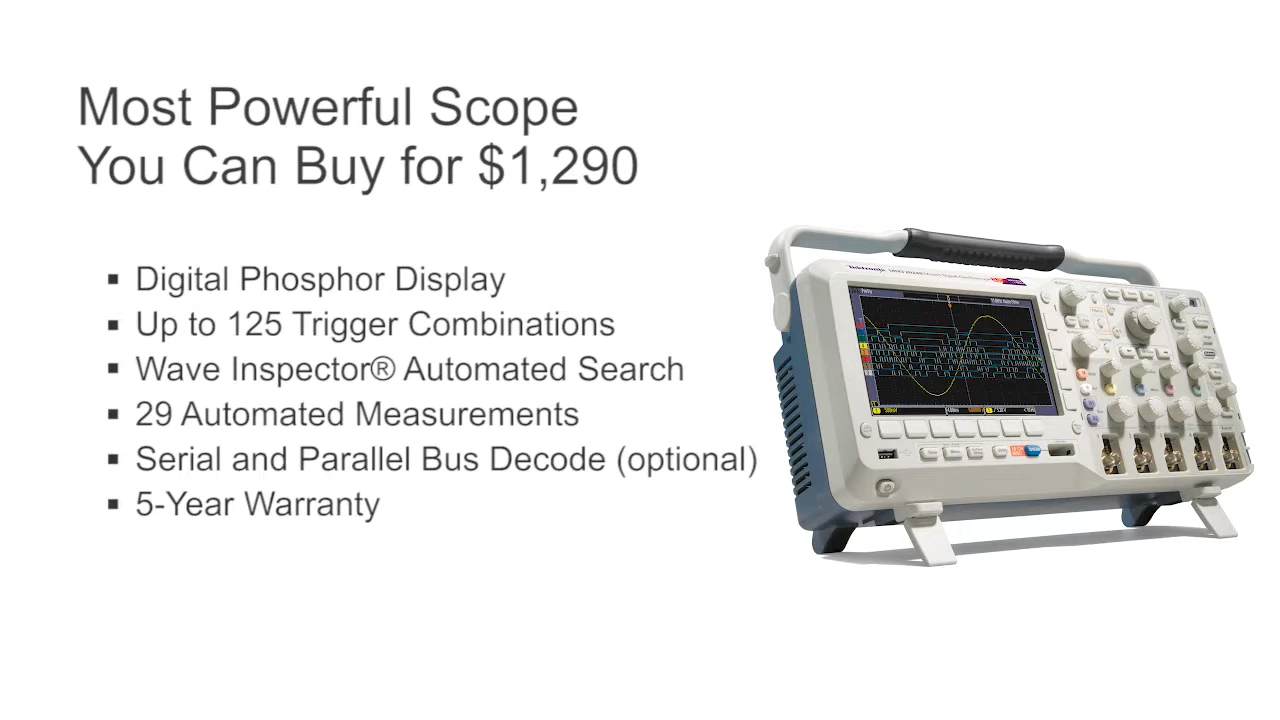 Most Powerful Scope
You Can Buy for $1,290
▪ Digital Phosphor Display
▪ Up to 125 Trigger Combinations
▪ Wave Inspector® Automated Search
▪ 29 Automated Measurements
▪ Serial and Parallel Bus Decode (optional)
▪ 5-Year Warranty
Tektronix